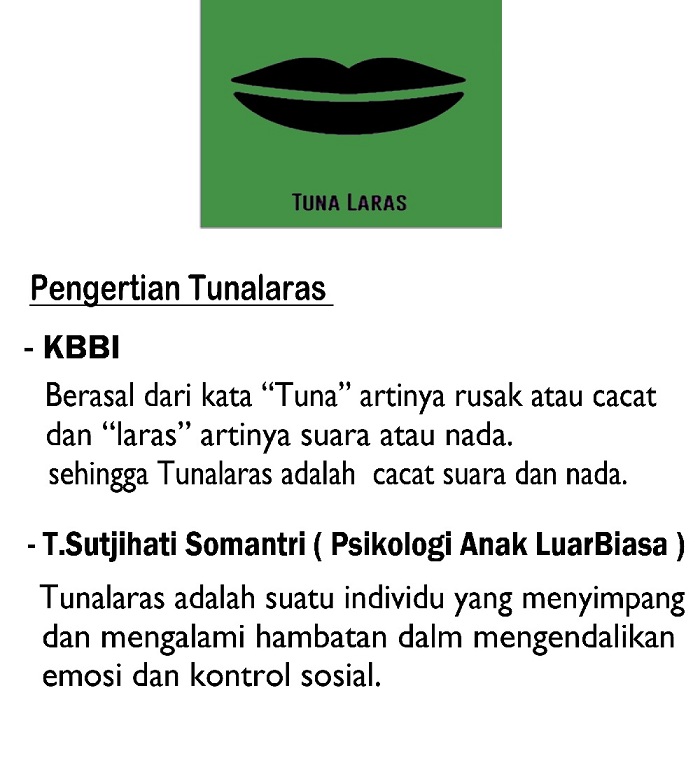 TUNA LARAS
Pengertian Tunalaras
- KBBI
Berasal dari kata “Tuna” artinya rusak atau cacat
dan “laras” artinya suara atau nada.
sehingga Tunalaras adalah cacat suara dan nada.
- T.Sutjihati Somantri ( Psikologi Anak LuarBiasa )
Tunalaras adalah suatu individu yang menyimpang
dan mengalami hambatan dalm mengendalikan
emosi dan kontrol sosial.